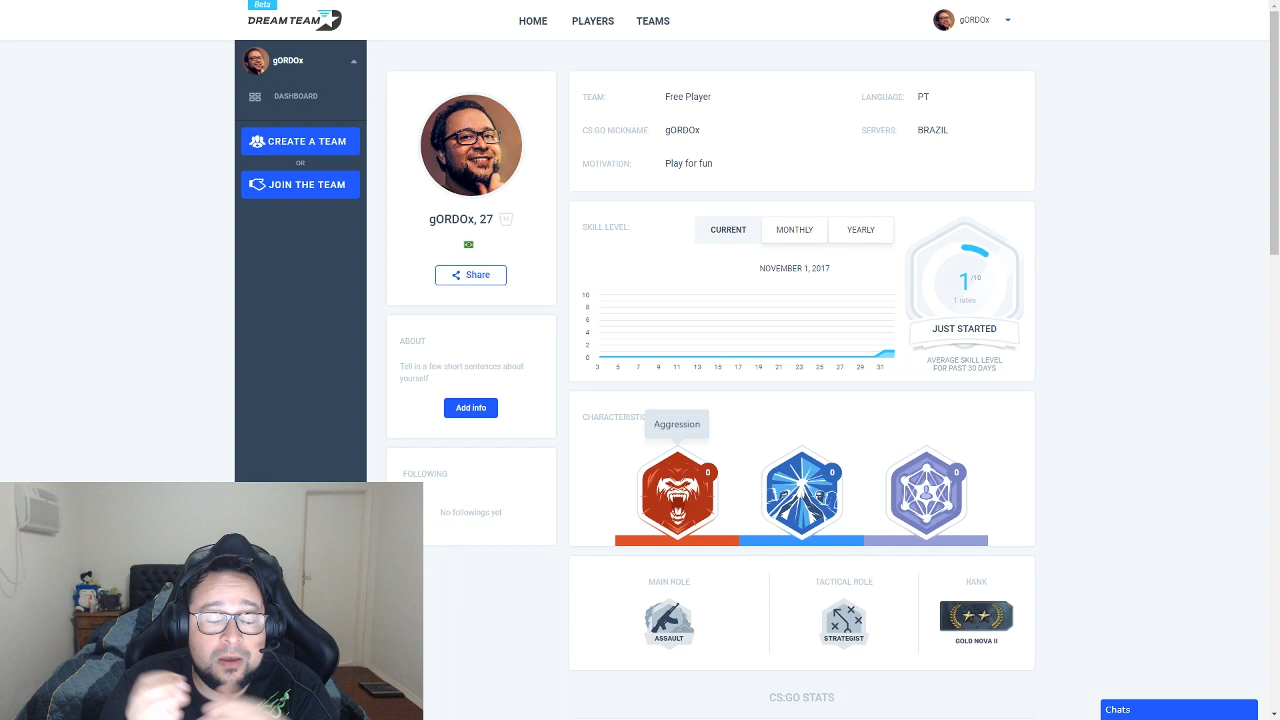 Beta
DREAM TEAM
HOME
PLAYERS
TEAMS
gORDOx
gORDOx
DASHBOARD
CREATE A TEAM
OR
JOIN THE TEAM
gORDOx, 27
Share
ABOUT
Tell in a few short sentences about
yourself
Add info
FOLLOWING
No followings yet
TEAM: Free Player
LANGUAGE: PT
CS:GO NICKNAME: gORDOx
SERVERS: BRAZIL
MOTIVATION: Play for fun
SKILL LEVEL:
CURRENT
MONTHLY
YEARLY
NOVEMBER 1, 2017
10
8
6
4
2
0
3 5 7 9 11 13 15 17 19 21 23 25 27 29 31
1/10
1 rates
JUST STARTED
AVERAGE SKILL LEVEL
FOR PAST 30 DAYS
CHARACTERISTIC
Aggression
0
0
0
MAIN ROLE
ASSAULT
TACTICAL ROLE
STRATEGIST
RANK
GOLD NOVA II
CS:GO STATS
Chats